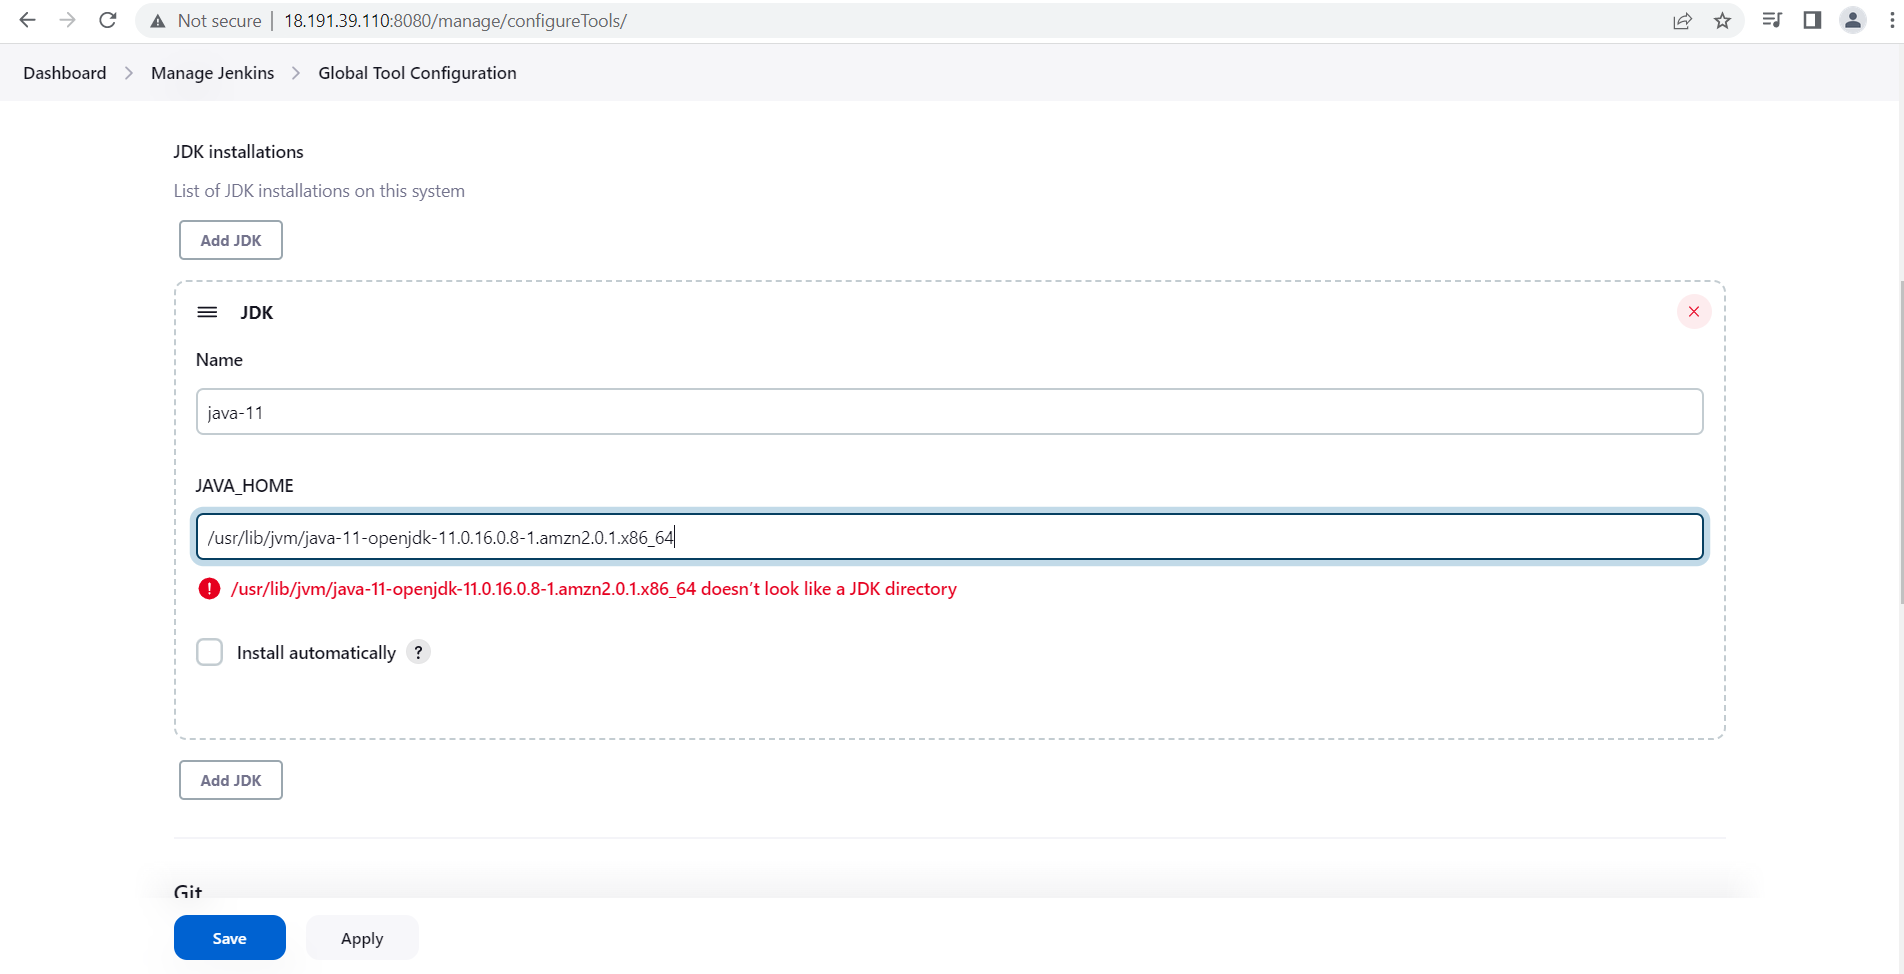 Not secure | 18.191.39.110:8080/manage/configureTools/
Dashboard > Manage Jenkins > Global Tool Configuration
JDK installations
List of JDK installations on this system
Add JDK
JDK
Name
java-11
JAVA_HOME
/usr/lib/jvm/java-11-openjdk-11.0.16.0.8-1.amzn2.0.1.x86_64
! /usr/lib/jvm/java-11-openjdk-11.0.16.0.8-1.amzn2.0.1.x86_64 doesn't look like a JDK directory
Install automatically ?
Add JDK
Git
Save Apply